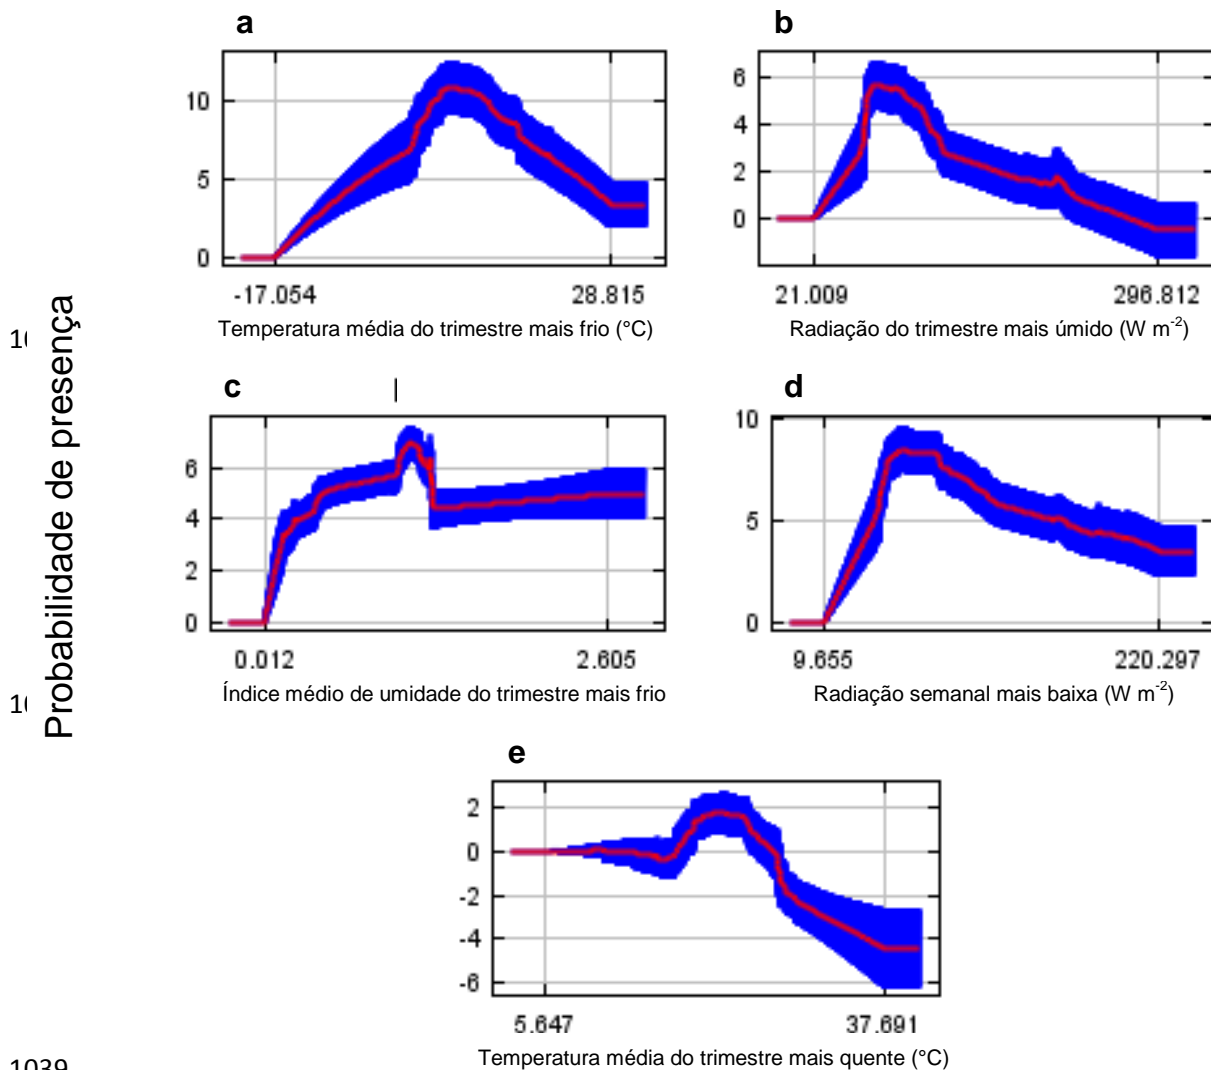 a
10
5
0
-17.054 28.815
Temperatura média do trimestre mais frio (°C)
b
6
4
2
0
21.009 296.812
Radiação do trimestre mais úmido (W m-2)
Probabilidade de presença
c
6
4
2
0
0.012 2.605
Índice médio de umidade do trimestre mais frio
d
10
5
0
9.655 220.297
Radiação semanal mais baixa (W m-2)
e
2
0
-2
-4
-6
5.647 37.691
Temperatura média do trimestre mais quente (°C)
1039